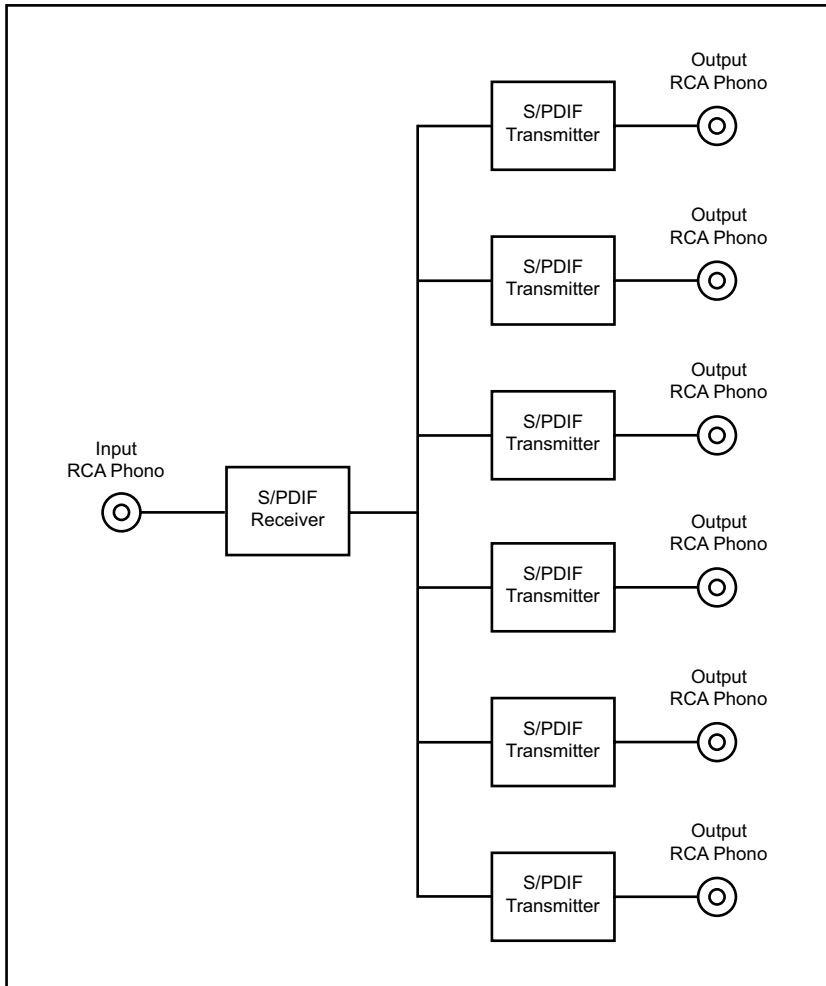 Output
RCA Phono
S/PDIF
Transmitter
Output
RCA Phono
S/PDIF
Transmitter
Output
RCA Phono
S/PDIF
Transmitter
Input
RCA Phono
S/PDIF
Receiver
Output
RCA Phono
S/PDIF
Transmitter
Output
RCA Phono
S/PDIF
Transmitter
Output
RCA Phono
S/PDIF
Transmitter